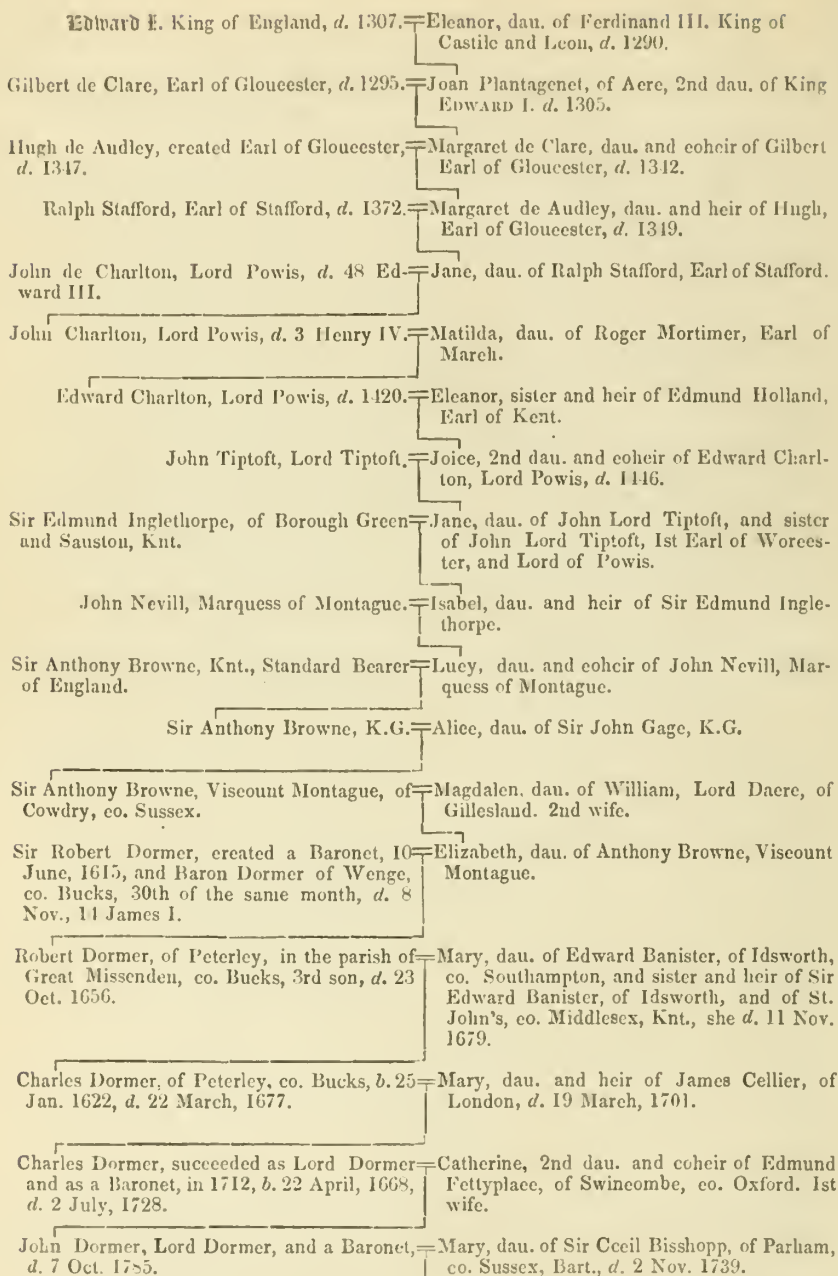 Edward I. King of England, d. 1307.=Eleanor, dau. of Ferdinand III. King of
Castile and Leon, d. 1290.
Gilbert de Clare, Earl of Gloucester, d. 1295.=Joan Plantagenet, of Acre, 2nd dau. of King
EDWARD I. d. 1305.
Hugh de Audley, created Earl of Gloucester,=Margaret de Clare, dau. and coheir of Gilbert
d. 1347. Earl of Gloucester, d. 1342.
Ralph Stafford, Earl of Stafford, d. 1372.=Margaret de Audley, dau. and heir of Hugh,
Earl of Gloucester, d. 1349.
John de Charlton, Lord Powis, d. 48 Ed-=Jane, dau. of Ralph Stafford, Earl of Stafford.
ward III.
John Charlton, Lord Powis, d. 3 Henry IV.=Matilda, dau. of Roger Mortimer, Earl of
March.
Edward Charlton, Lord Powis, d. 1420.=Eleanor, sister and heir of Edmund Holland,
Earl of Kent.
John Tiptoft, Lord Tiptoft.=Joice, 2nd dau. and coheir of Edward Charl-
ton, Lord Powis, d. 1446.
Sir Edmund Inglethorpe, of Borough Green=Jane, dau. of John Lord Tiptoft, and sister
and Sauston, Knt. of John Lord Tiptoft, 1st Earl of Worces-
ter, and Lord of Powis.
John Nevill, Marquess of Montague.=Isabel, dau. and heir of Sir Edmund Ingle-
thorpe.
Sir Anthony Browne, Knt., Standard Bearer=Lucy, dau. and coheir of John Nevill, Mar-
of England. quess of Montague.
Sir Anthony Browne, K.G.=Alice, dau. of Sir John Gage, K.G.
Sir Anthony Browne, Viscount Montague, of=Magdalen, dau. of William, Lord Dacre, of
Cowdry, co. Sussex. Gillesland. 2nd wife.
Sir Robert Dormer, created a Baronet, 10=Elizabeth, dau. of Anthony Browne, Viscount
June, 1615, and Baron Dormer of Wenge, Montague.
co. Bucks, 30th of the same month, d. 8
Nov., 14 James I.
Robert Dormer, of Peterley, in the parish of=Mary, dau. of Edward Banister, of Idsworth,
Great Missenden, co. Bucks, 3rd son, d. 23 co. Southampton, and sister and heir of Sir
Oct. 1656. Edward Banister, of Idsworth, and of St.
John's, co. Middlesex, Knt., she d. 11 Nov.
1679.
Charles Dormer, of Peterley, co. Bucks, b. 25=Mary, dau. and heir of James Cellier, of
Jan. 1622, d. 22 March, 1677. London, d. 19 March, 1701.
Charles Dormer, succeeded as Lord Dormer=Catherine, 2nd dau. and coheir of Edmund
and as a Baronet, in 1712, b. 22 April, 1668, Fettyplace, of Swincombe, co. Oxford. 1st
d. 2 July, 1728. wife.
John Dormer, Lord Dormer, and a Baronet,=Mary, dau. of Sir Cecil Bisshopp, of Parham,
d. 7 Oct. 1785. co. Sussex, Bart., d. 2 Nov. 1739.